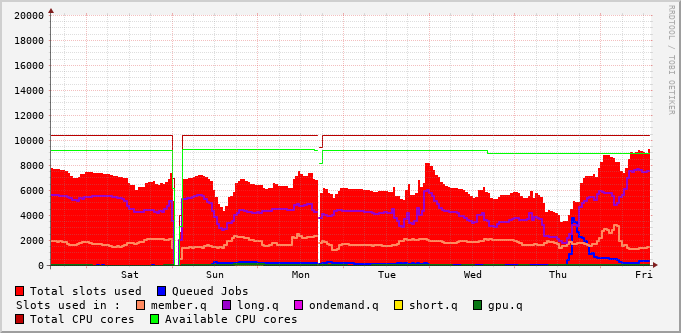 RRDTOOL / TOBI OETIKER
20000
18000
16000
14000
12000
10000
8000
6000
4000
2000
0
Sat Sun Mon Tue Wed Thu Fri
Total slots used Queued Jobs
Slots used in : member.q long.q ondemand.q short.q gpu.q
Total CPU cores Available CPU cores